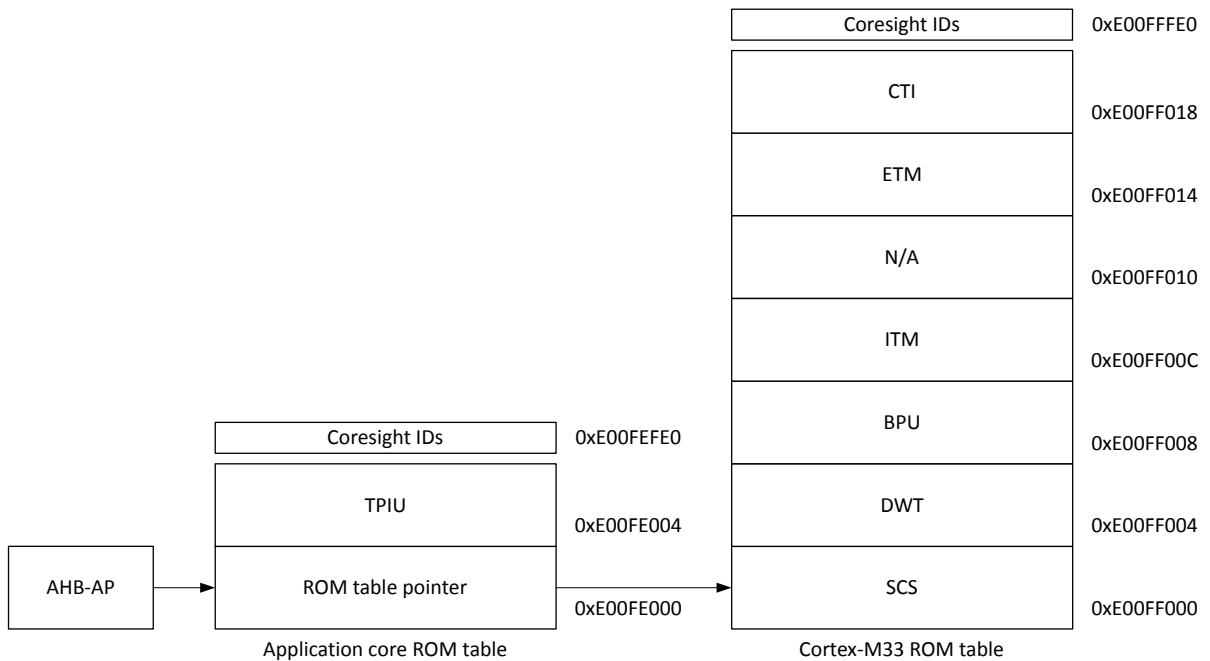 Coresight IDs 0xE00FFFE0
CTI
0xE00FF018
ETM
0xE00FF014
N/A
0xE00FF010
ITM
0xE00FF00C
BPU
0xE00FF008
Coresight IDs 0xE00FEFE0
TPIU
0xE00FE004
DWT
0xE00FF004
AHB-AP
ROM table pointer
0xE00FE000
SCS
0xE00FF000
Application core ROM table
Cortex-M33 ROM table